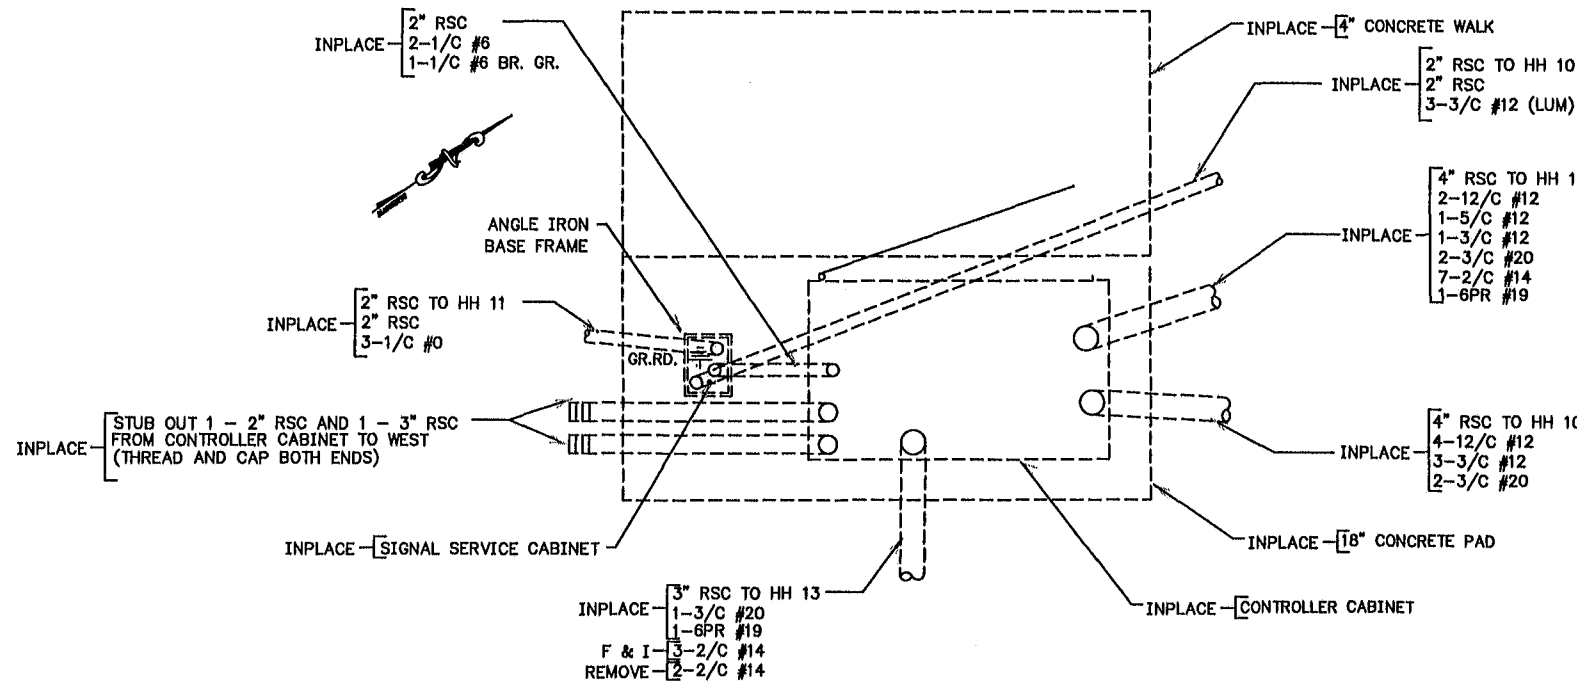 2" RSC
INPLACE 2-1/C #6
1-1/C #6 BR. GR.
INPLACE 4" CONCRETE WALK
2" RSC TO HH 10
INPLACE 2" RSC
3-3/C #12 (LUM)
4" RSC TO HH 1
2-12/C #12
1-5/C #12
INPLACE 1-3/C #12
2-3/C #20
7-2/C #14
1-6PR #19
ANGLE IRON
BASE FRAME
2" RSC TO HH 11
INPLACE 2" RSC
3-1/C #0
GR.RD.
STUB OUT 1 - 2" RSC AND 1 - 3" RSC
INPLACE FROM CONTROLLER CABINET TO WEST
(THREAD AND CAP BOTH ENDS)
4" RSC TO HH 10
4-12/C #12
INPLACE 3-3/C #12
2-3/C #20
INPLACE SIGNAL SERVICE CABINET
INPLACE 18" CONCRETE PAD
3" RSC TO HH 13
INPLACE 1-3/C #20
1-6PR #19
F & I 3-2/C #14
REMOVE 2-2/C #14
INPLACE CONTROLLER CABINET